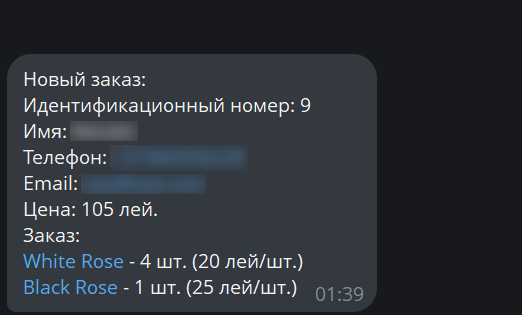 Новый заказ:
Идентификационный номер: 9
Имя:
Телефон:
Email:
Цена: 105 лей.
Заказ:
White Rose - 4 шт. (20 лей/шт.)
Black Rose - 1 шт. (25 лей/шт.)
01:39